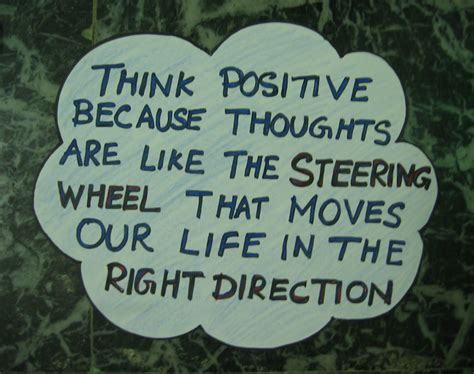 THINK POSITIVE
BECAUSE THOUGHTS
ARE LIKE THE STEERING
WHEEL THAT MOVES
OUR LIFE IN THE
RIGHT DIRECTION